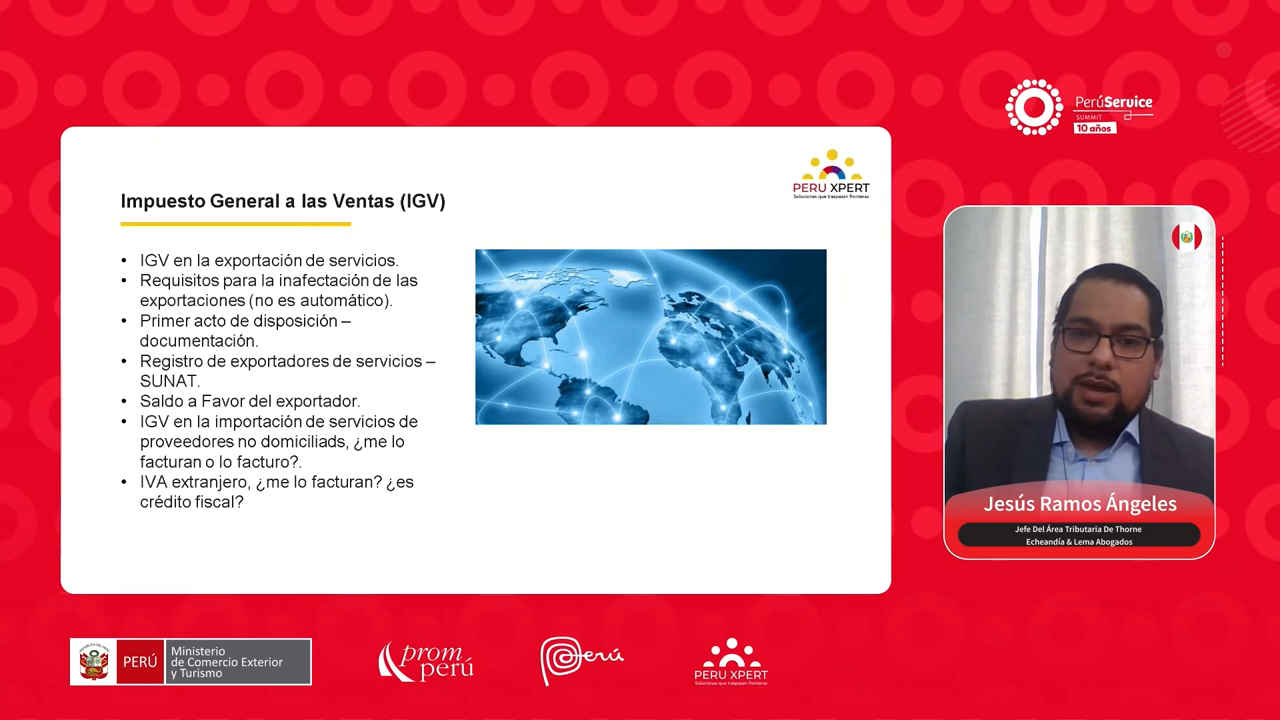 PerúService
SUMMIT
10 años
PERU XPERT
Soluciones que traspasan fronteras
Impuesto General a las Ventas (IGV)
• IGV en la exportación de servicios.
• Requisitos para la inafectación de las
exportaciones (no es automático).
• Primer acto de disposición –
documentación.
• Registro de exportadores de servicios –
SUNAT.
• Saldo a Favor del exportador.
• IGV en la importación de servicios de
proveedores no domiciliads, ¿me lo
facturan o lo facturo?.
• IVA extranjero, ¿me lo facturan? ¿es
crédito fiscal?
Jesús Ramos Ángeles
Jefe Del Área Tributaria De Thorne
Echeandía & Lema Abogados
PERÚ
Ministerio
de Comercio Exterior
y Turismo
prom
perú
Perú
PERU XPERT
Soluciones que traspasan fronteras